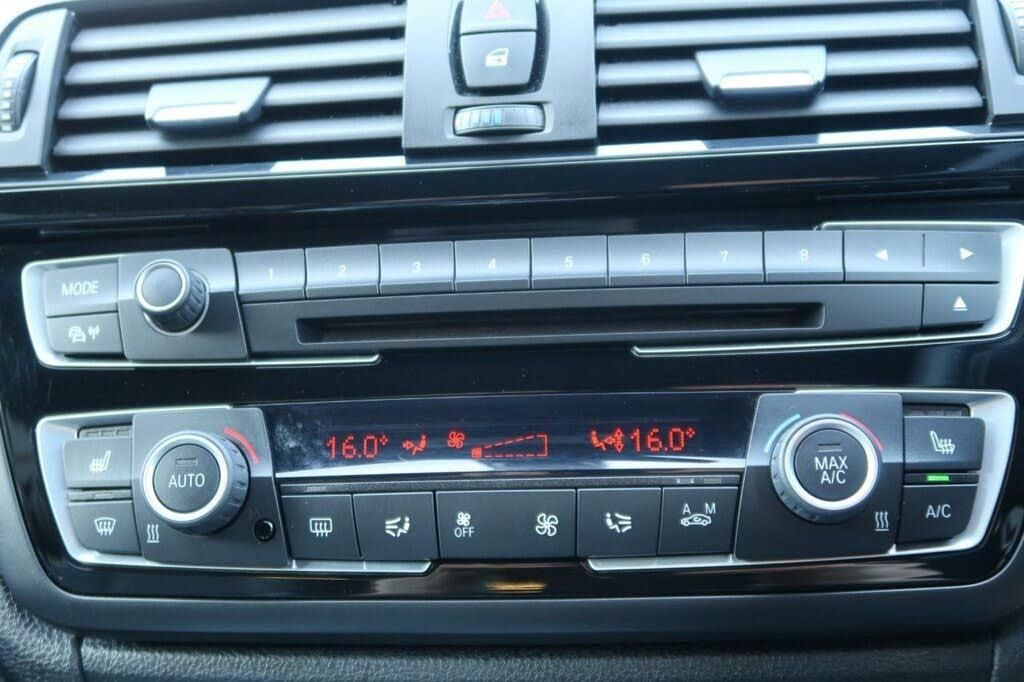 1 2 3 4 5 6 7 8
MODE
16.0° 16.0°
AUTO
MAX
A/C
OFF
A M
A/C